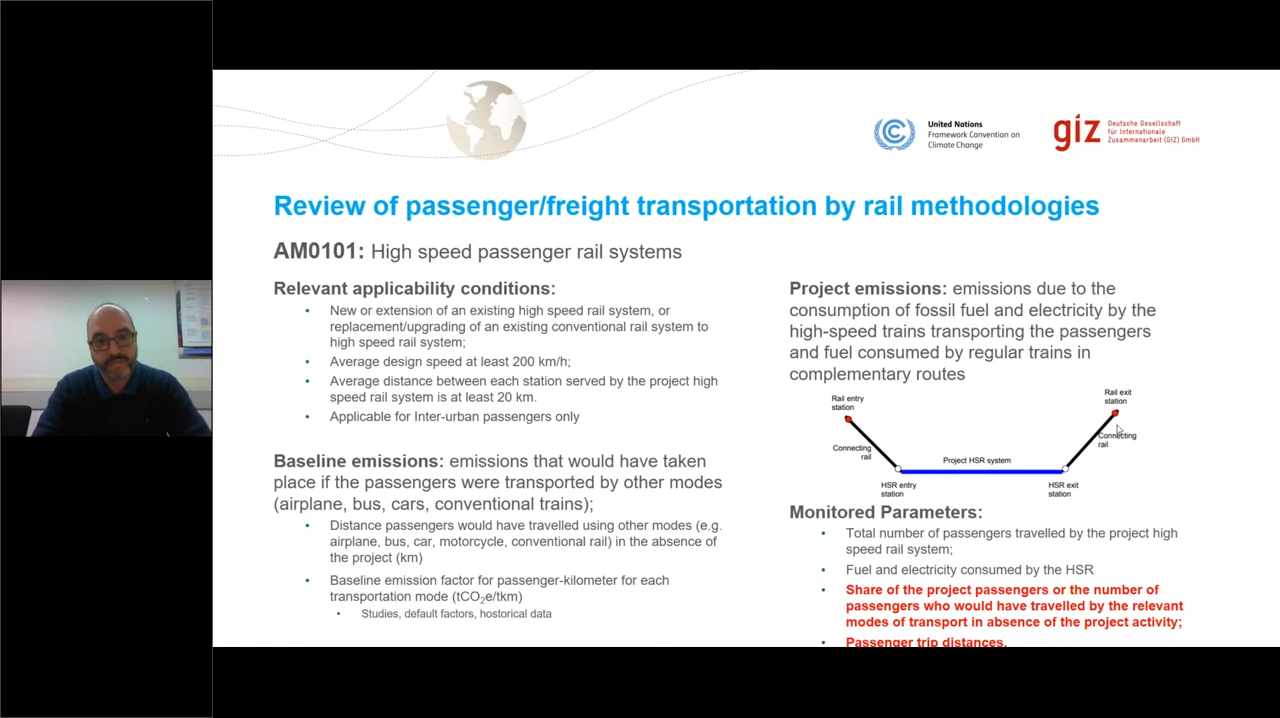 United Nations
Framework Convention on
Climate Change
giz
Deutsche Gesellschaft
für Internationale
Zusammenarbeit (GIZ) GmbH
Review of passenger/freight transportation by rail methodologies
AM0101: High speed passenger rail systems
Relevant applicability conditions:
• New or extension of an existing high speed rail system, or
replacement/upgrading of an existing conventional rail system to
high speed rail system;
• Average design speed at least 200 km/h;
• Average distance between each station served by the project high
speed rail system is at least 20 km.
• Applicable for Inter-urban passengers only
Baseline emissions: emissions that would have taken
place if the passengers were transported by other modes
(airplane, bus, cars, conventional trains);
• Distance passengers would have travelled using other modes (e.g.
airplane, bus, car, motorcycle, conventional rail) in the absence of
the project (km)
• Baseline emission factor for passenger-kilometer for each
transportation mode (tCO2e/tkm)
• Studies, default factors, hostorical data
Project emissions: emissions due to the
consumption of fossil fuel and electricity by the
high-speed trains transporting the passengers
and fuel consumed by regular trains in
complementary routes
Rail entry
station
Rail exit
station
Connecting
rail
Project HSR system
Connecting
rail
HSR entry
station
HSR exit
station
Monitored Parameters:
• Total number of passengers travelled by the project high
speed rail system;
• Fuel and electricity consumed by the HSR
• Share of the project passengers or the number of
passengers who would have travelled by the relevant
modes of transport in absence of the project activity;
• Passenger trip distances.